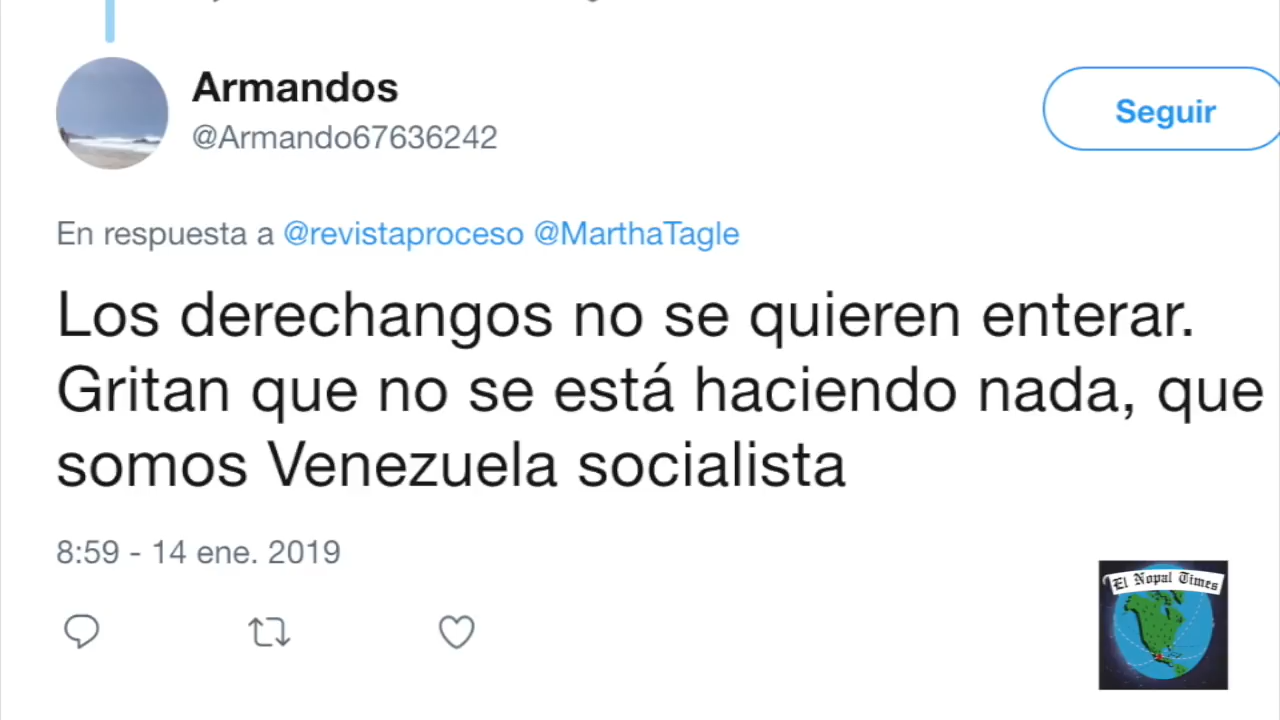 Armandos
Seguir
@Armando67636242
En respuesta a @revistaproceso @MarthaTagle
Los derechangos no se quieren enterar.
Gritan que no se está haciendo nada, que
somos Venezuela socialista
8:59 - 14 ene. 2019
El Nopal Times